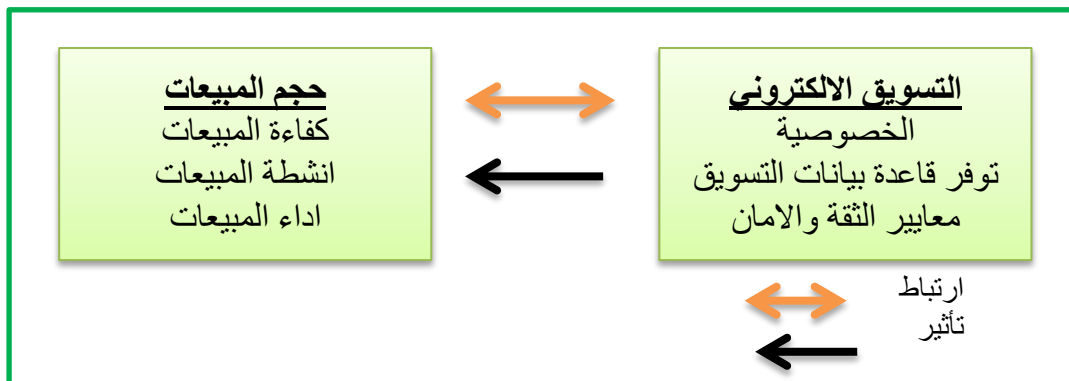 التسويق الالكتروني
الخصوصية
توفر قاعدة بيانات التسويق
معايير الثقة والامان
حجم المبيعات
كفاءة المبيعات
انشطة المبيعات
اداء المبيعات
ارتباط
تأثير